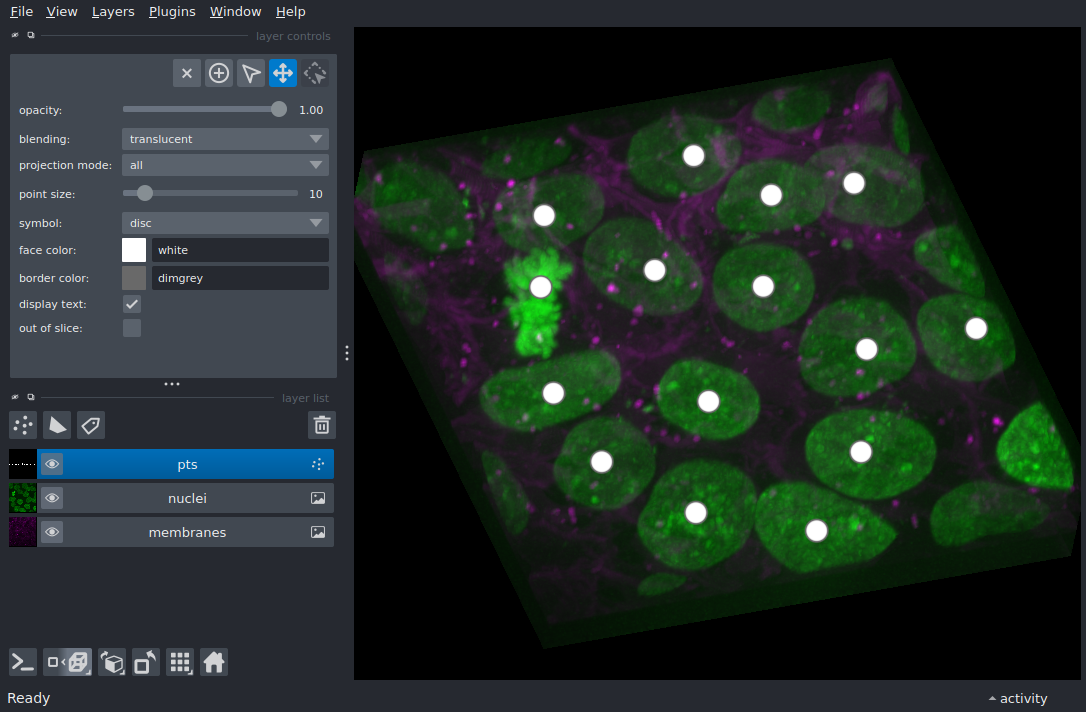 File View Layers Plugins Window Help
layer controls
opacity: 1.00
blending: translucent
projection mode: all
point size: 10
symbol: disc
face color: white
border color: dimgrey
display text:
out of slice:
layer list
pts
nuclei
membranes
Ready
activity